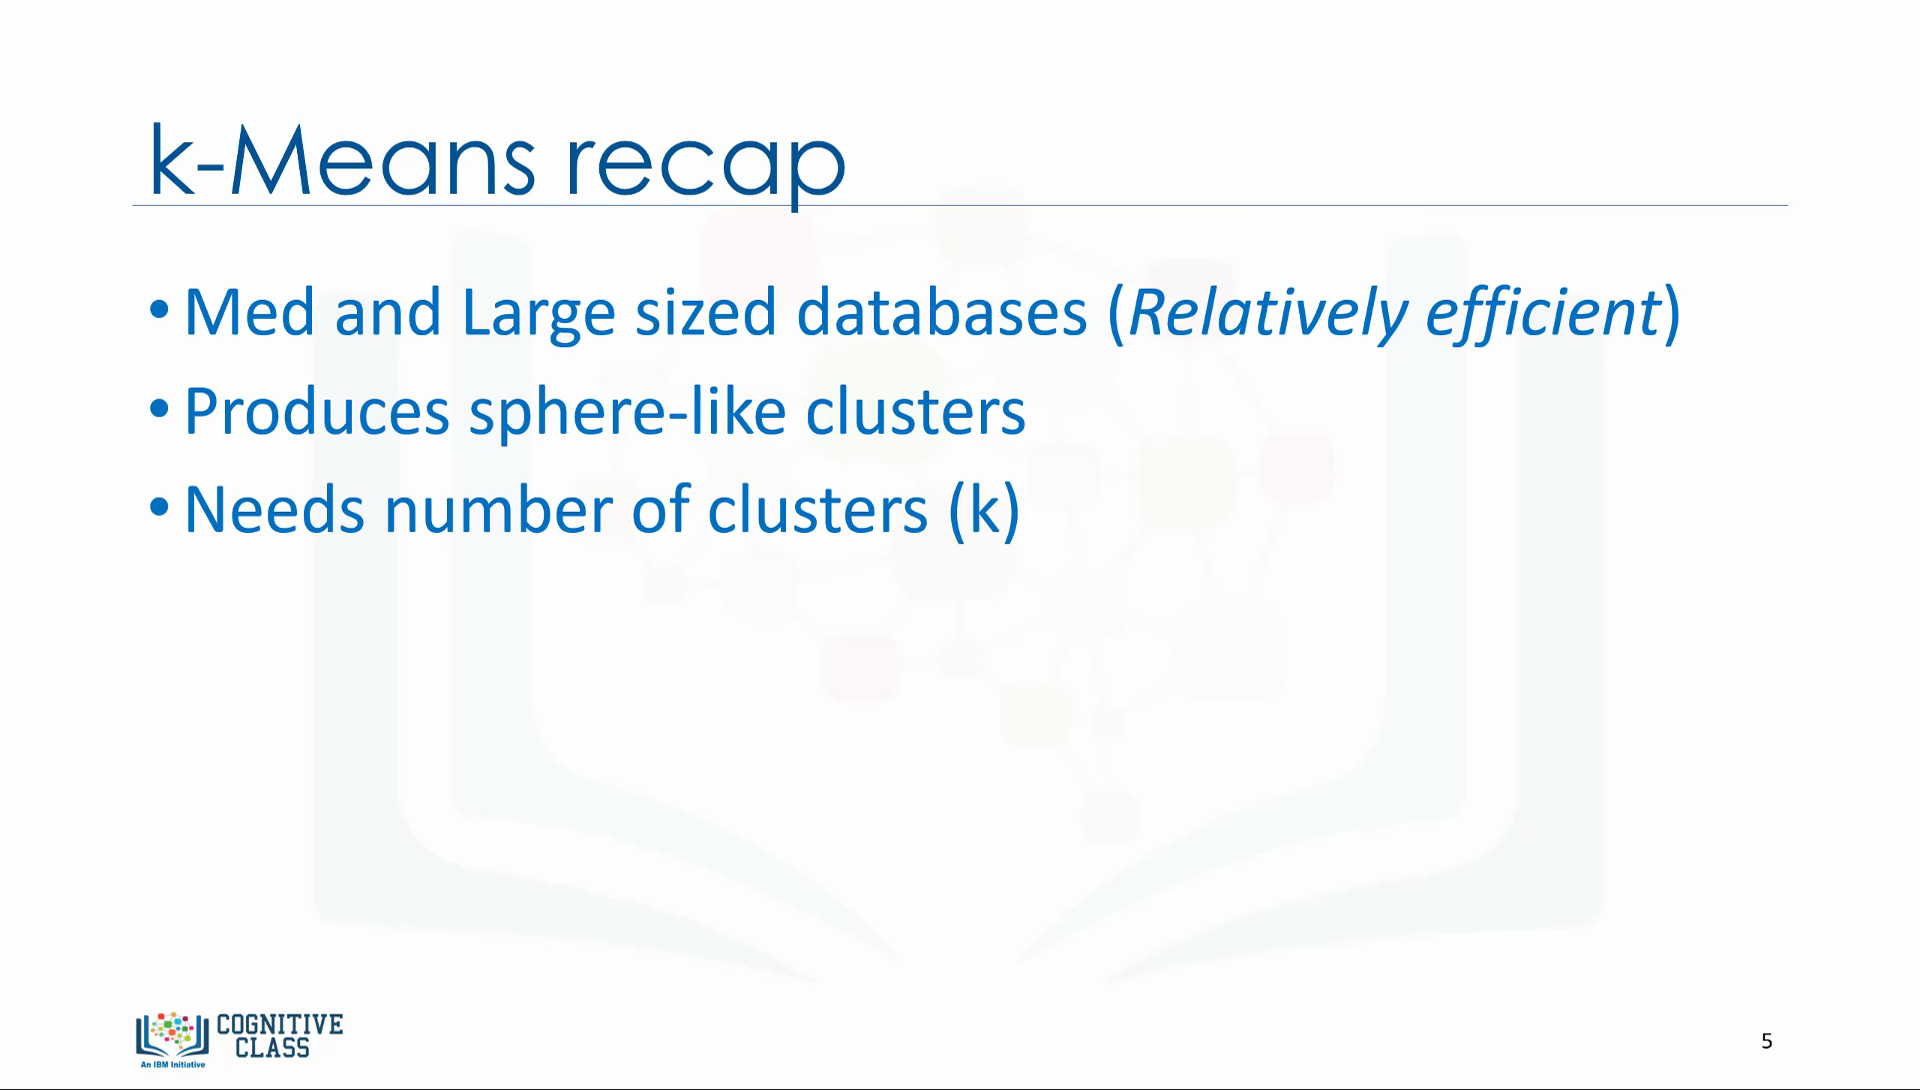 k-Means recap
• Med and Large sized databases (Relatively efficient)
• Produces sphere-like clusters
• Needs number of clusters (k)
COGNITIVE
CLASS
An IBM Initiative
5